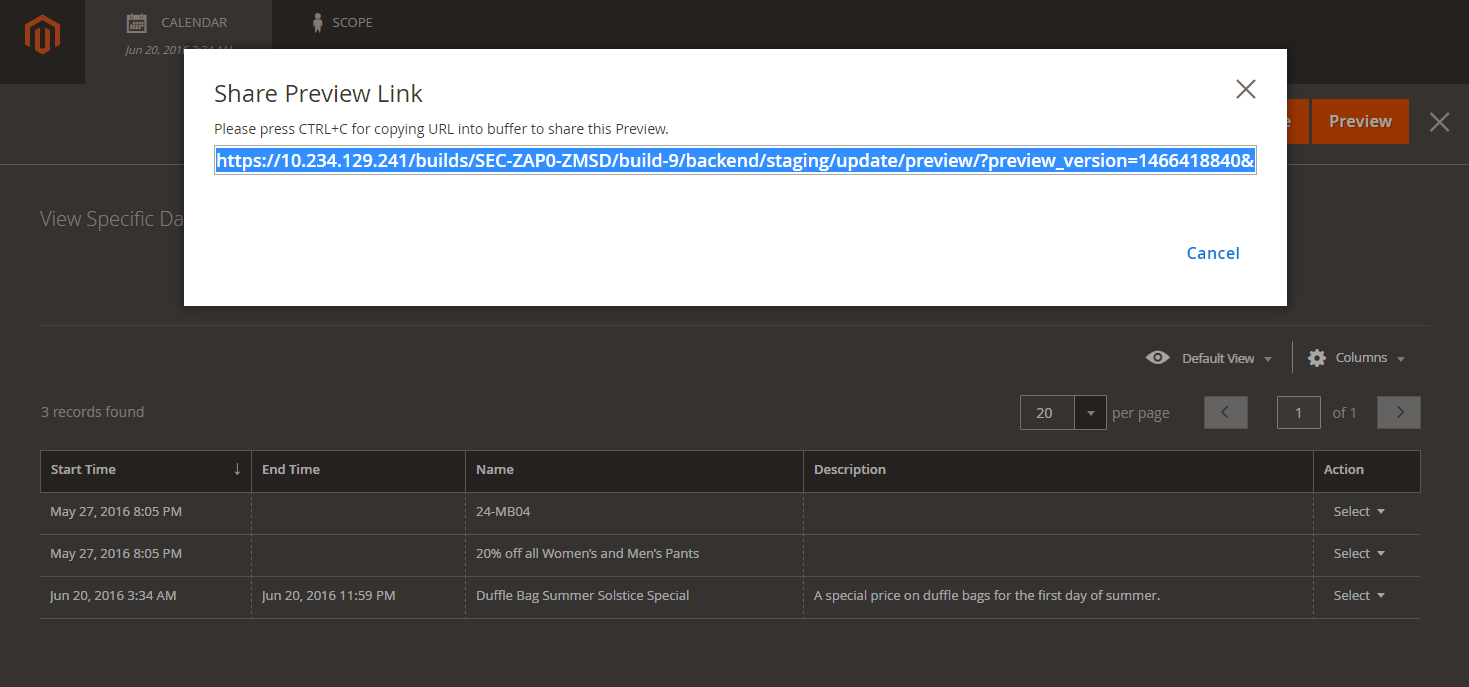 CALENDAR
SCOPE
Jun 20, 2016 3:34 AM
Share Preview Link
Please press CTRL+C for copying URL into buffer to share this Preview.
https://10.234.129.241/builds/SEC-ZAP0-ZMSD/build-9/backend/staging/update/preview/?preview_version=1466418840&
Cancel
Preview
View Specific Da
Default View
Columns
3 records found
20 per page 1 of 1
Start Time ↓ End Time Name Description Action
May 27, 2016 8:05 PM 24-MB04 Select
May 27, 2016 8:05 PM 20% off all Women's and Men's Pants Select
Jun 20, 2016 3:34 AM Jun 20, 2016 11:59 PM Duffle Bag Summer Solstice Special A special price on duffle bags for the first day of summer. Select